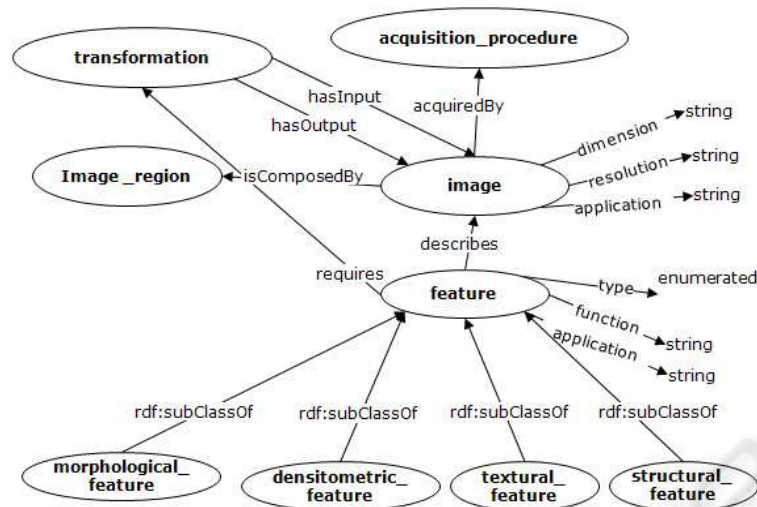 acquisition_procedure
transformation
hasInput
acquiredBy
hasOutput
dimension
string
Image_region
isComposedBy
image
resolution
string
application
string
describes
requires
feature
type
enumerated
function
string
application
string
rdf:subClassOf
rdf:subClassOf
rdf:subClassOf
rdf:subClassOf
morphological_
feature
densitometric_
feature
textural_
feature
structural_
feature